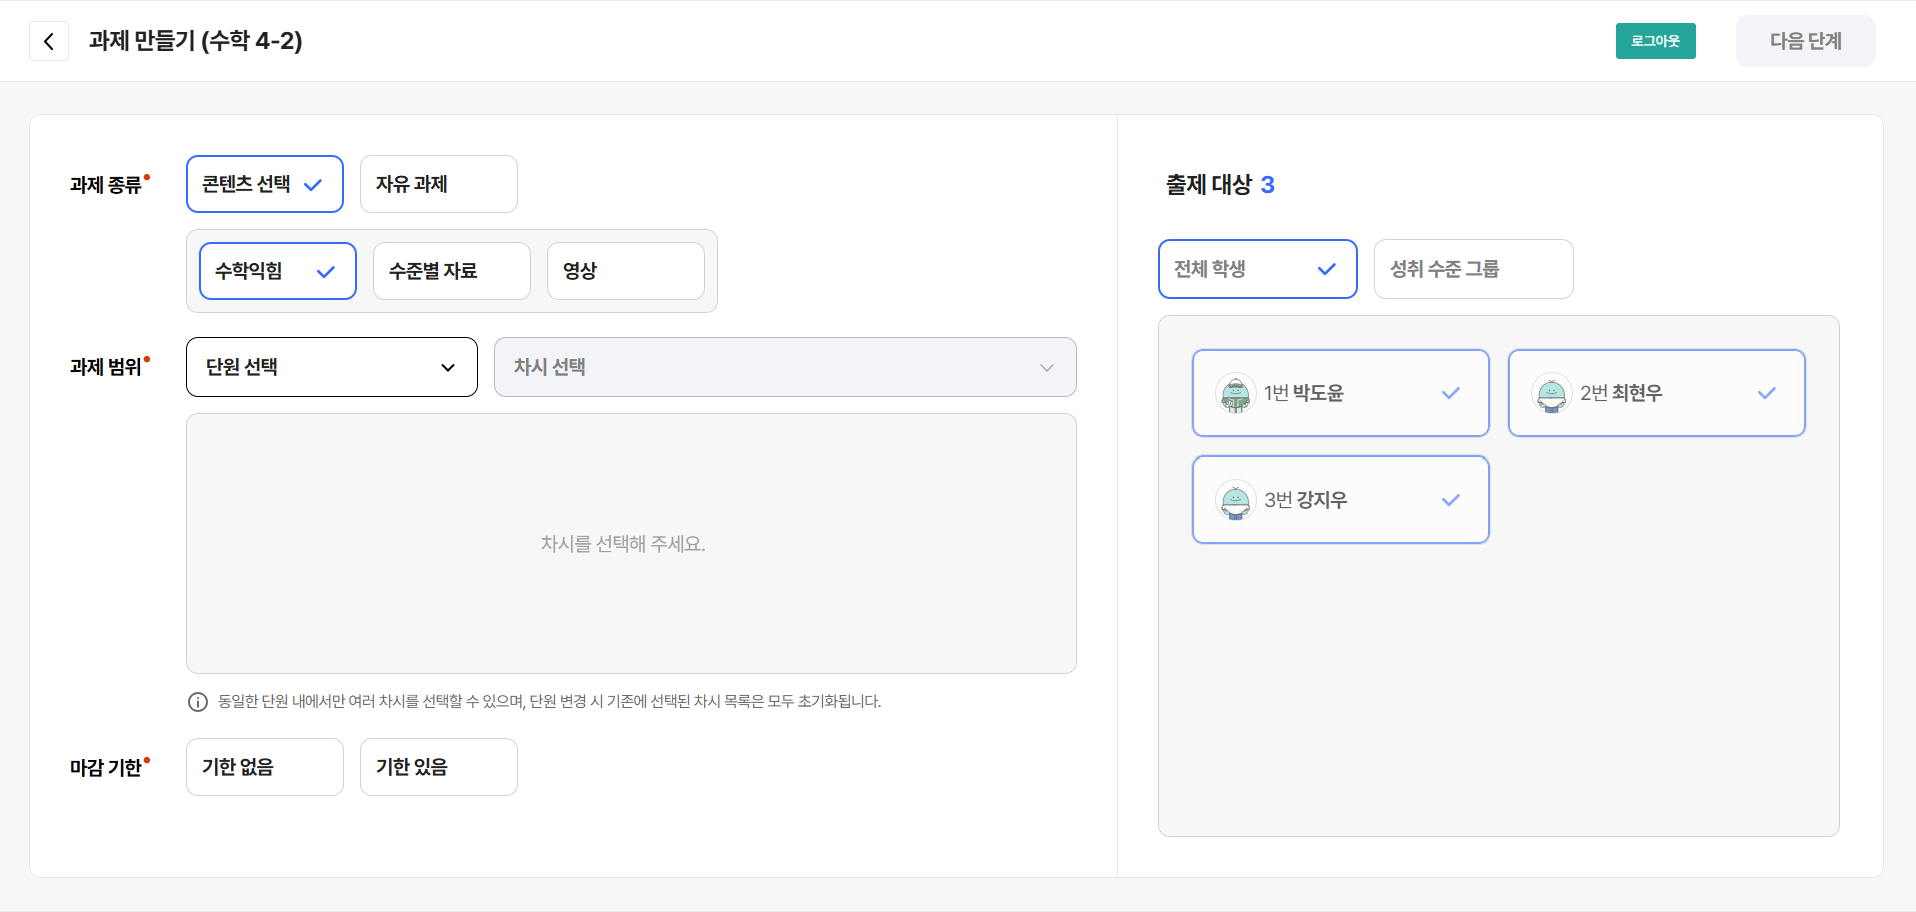 과제 만들기 (수학 4-2)
로그아웃
다음 단계
과제 종류
콘텐츠 선택
자유 과제
수학익힘
수준별 자료
영상
과제 범위
단원 선택
차시 선택
차시를 선택해 주세요.
동일한 단원 내에서만 여러 차시를 선택할 수 있으며, 단원 변경 시 기존에 선택된 차시 목록은 모두 초기화됩니다.
마감 기한
기한 없음
기한 있음
출제 대상 3
전체 학생
성취 수준 그룹
1번 박도윤
2번 최현우
3번 강지우